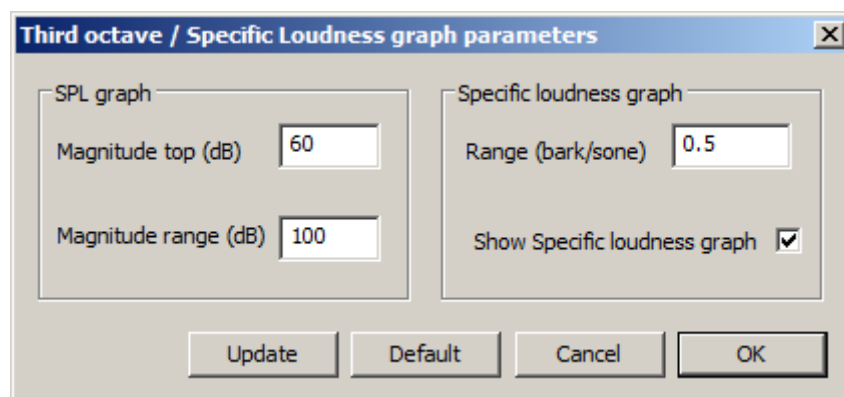 Third octave / Specific Loudness graph parameters
SPL graph
Magnitude top (dB) 60
Magnitude range (dB) 100
Specific loudness graph
Range (bark/sone) 0.5
Show Specific loudness graph
Update Default Cancel OK